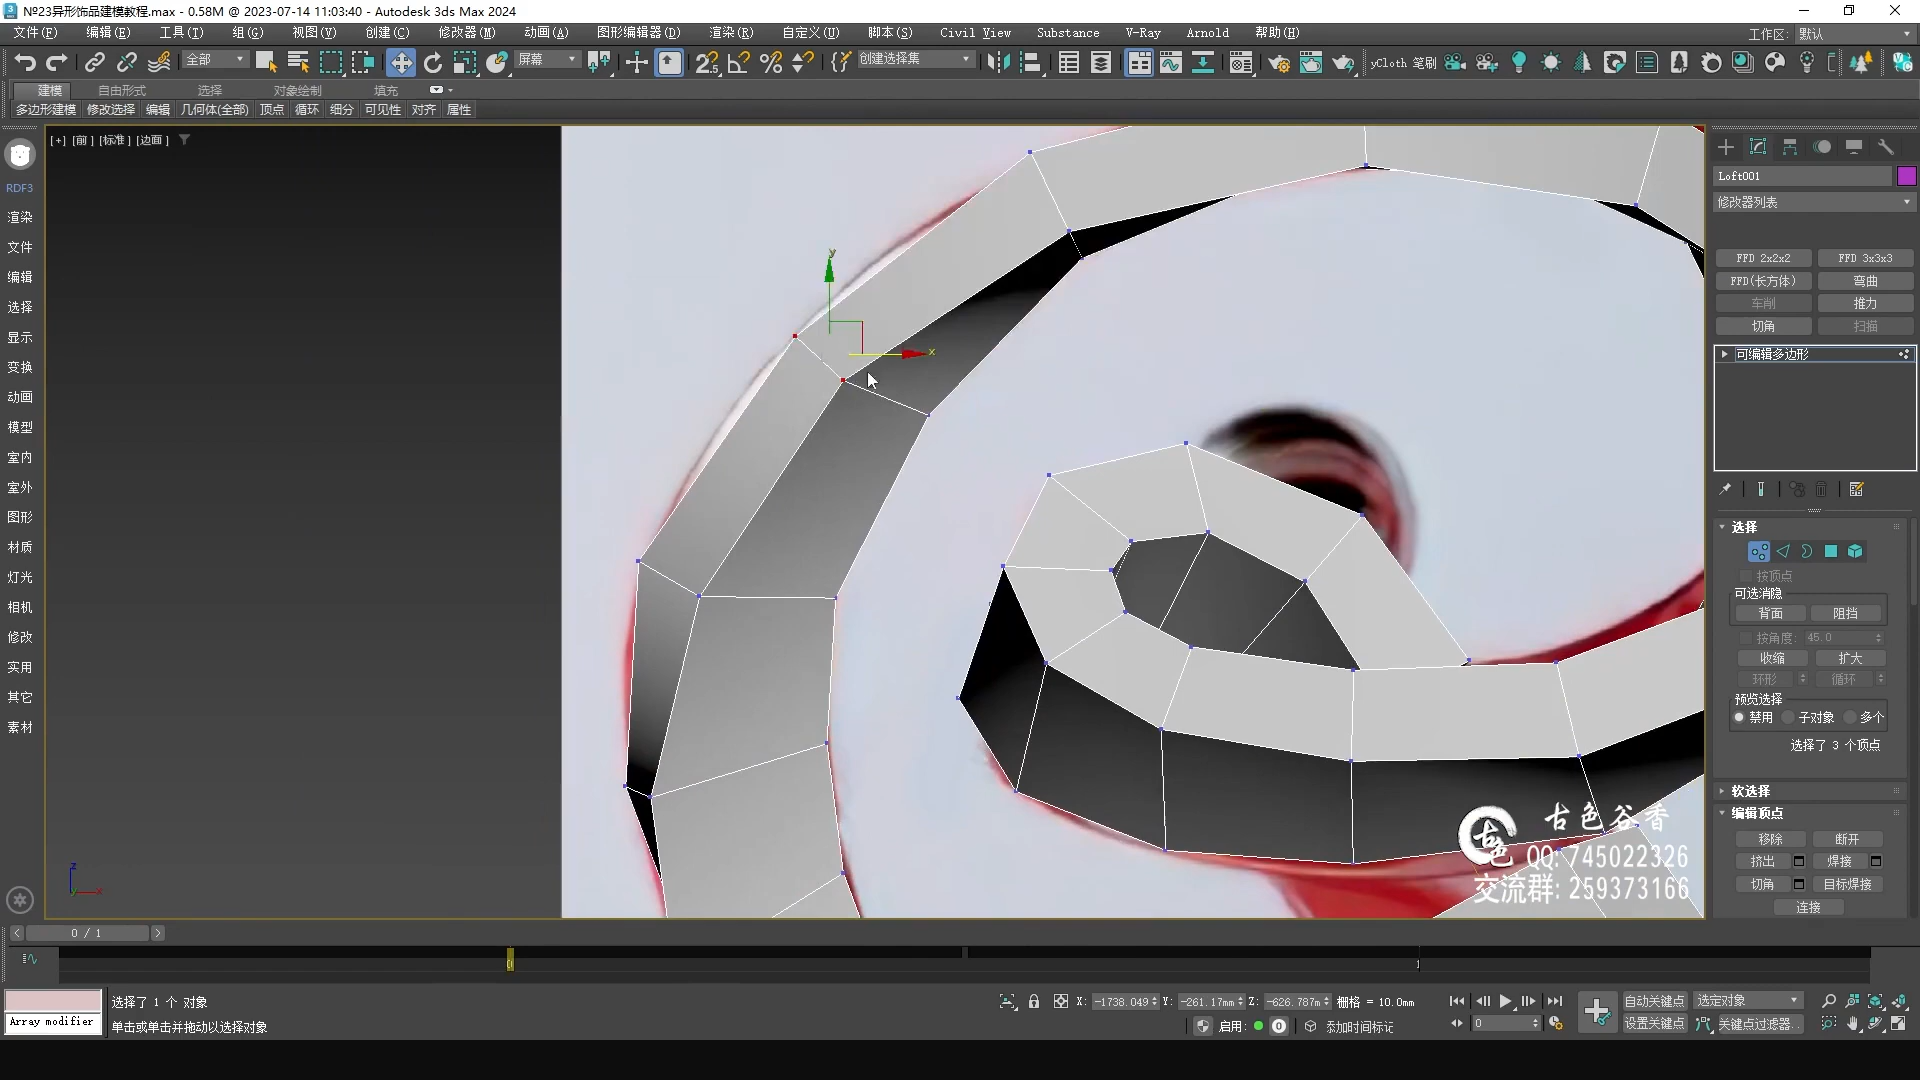 №23异形饰品建模教程.max - 0.58M @ 2023-07-14 11:03:40 - Autodesk 3ds Max 2024
文件(F) 编辑(E) 工具(T) 组(G) 视图(V) 创建(C) 修改器(M) 动画(A) 图形编辑器(D) 渲染(R) 自定义(U) 脚本(S) Civil View Substance V-Ray Arnold 帮助(H)
工作区: 默认
全部 屏幕 创建选择集 yCloth 笔刷
建模 自由形式 选择 对象绘制 填充
多边形建模 修改选择 编辑 几何体(全部) 顶点 循环 细分 可见性 对齐 属性
[+] [前] [标准] [边面]
RDF3
渲染
文件
编辑
选择
显示
变换
动画
模型
室内
室外
图形
材质
灯光
相机
修改
实用
其它
素材
y
x
z
x
古色
古色谷香
QQ:745022326
交流群:259373166
Loft001
修改器列表
FFD 2x2x2 FFD 3x3x3
FFD(长方体) 弯曲
车削 推力
切角 扫描
可编辑多边形
选择
按顶点
可选消隐
背面 阻挡
按角度: 45.0
收缩 扩大
环形 循环
预览选择
禁用 子对象 多个
选择了 3 个顶点
软选择
编辑顶点
移除 断开
挤出 焊接
切角 目标焊接
连接
0 / 1
0
1
选择了 1 个 对象
Array modifier
单击或单击并拖动以选择对象
X: -1738.049 Y: -261.17mm Z: -626.787m 栅格 = 10.0mm
启用: 0 添加时间标记
0
自动关键点 选定对象
设置关键点 关键点过滤器...